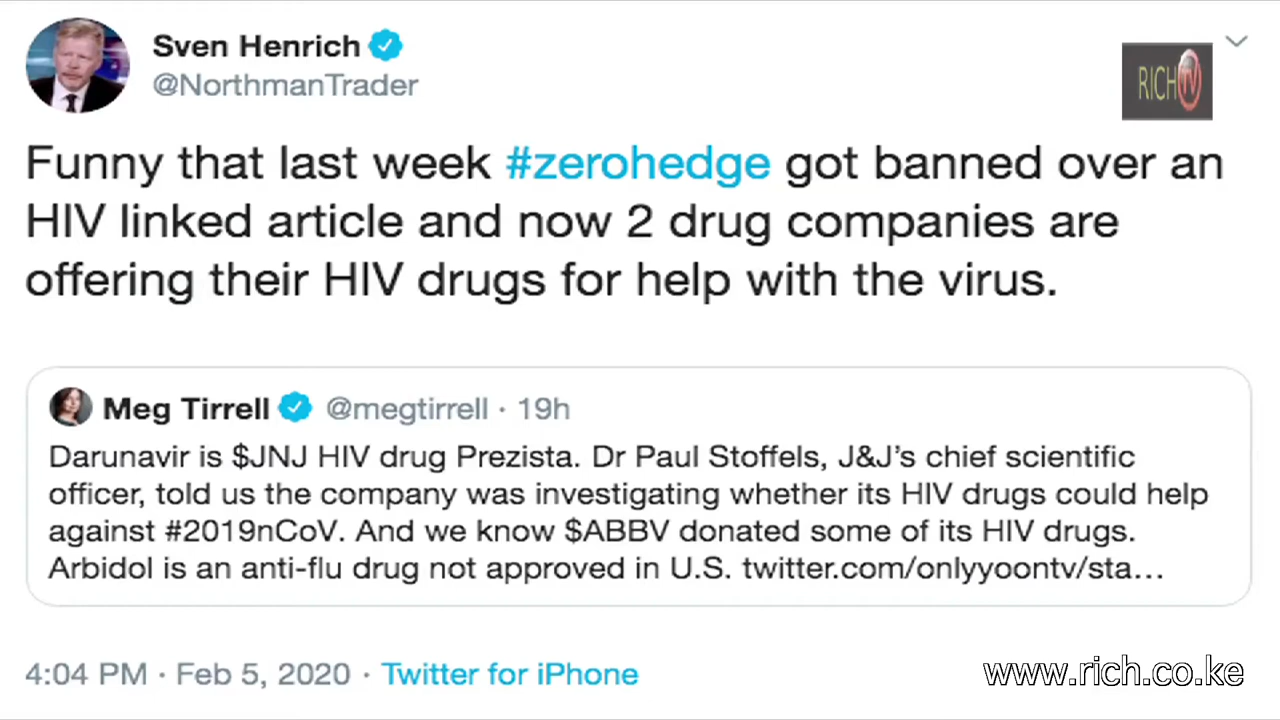 Sven Henrich
@NorthmanTrader
RICH TV
Funny that last week #zerohedge got banned over an
HIV linked article and now 2 drug companies are
offering their HIV drugs for help with the virus.
Meg Tirrell @megtirrell · 19h
Darunavir is $JNJ HIV drug Prezista. Dr Paul Stoffels, J&J's chief scientific
officer, told us the company was investigating whether its HIV drugs could help
against #2019nCoV. And we know $ABBV donated some of its HIV drugs.
Arbidol is an anti-flu drug not approved in U.S. twitter.com/onlyyoontv/sta...
4:04 PM · Feb 5, 2020 · Twitter for iPhone
www.rich.co.ke